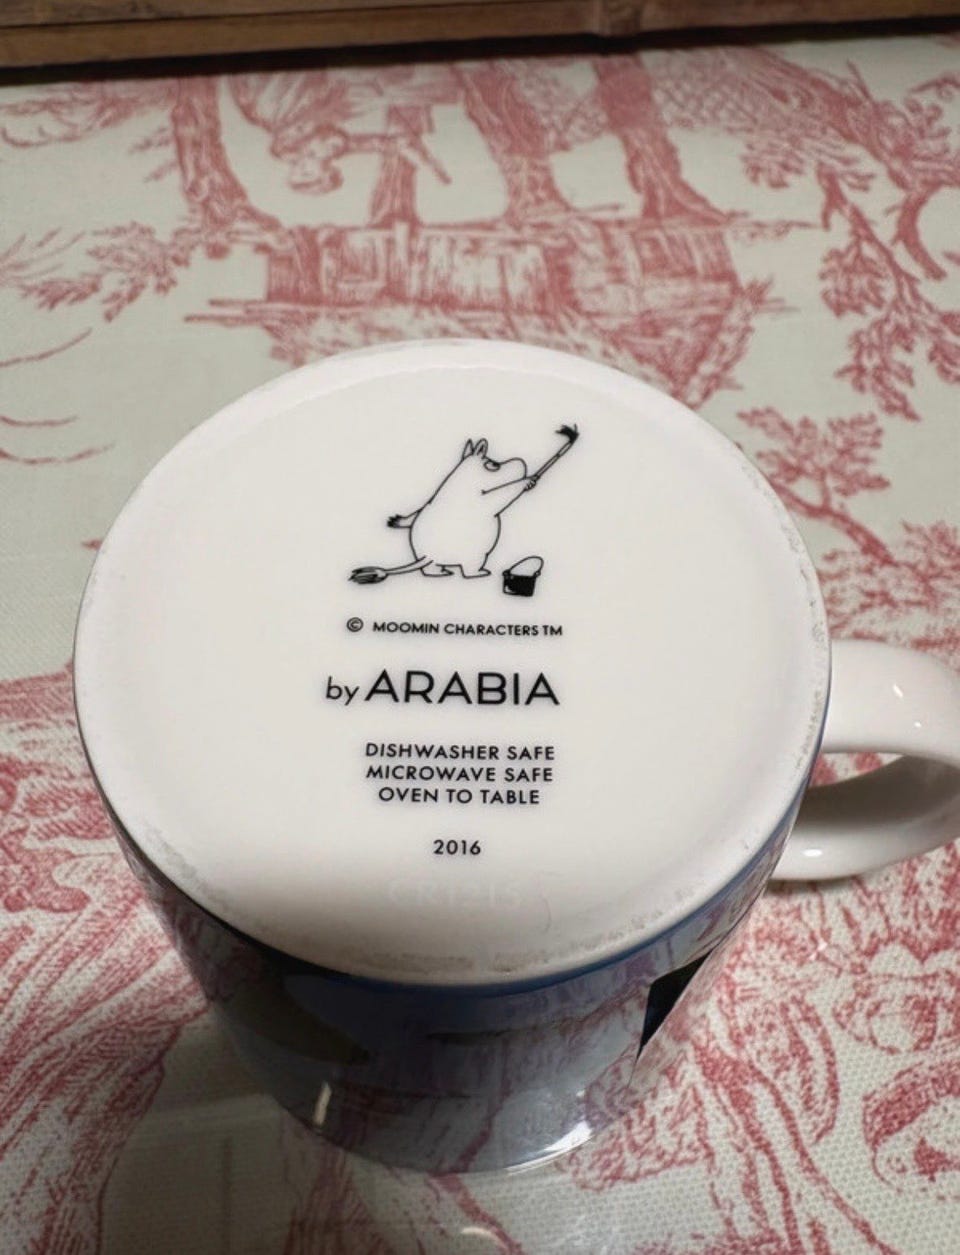 © MOOMIN CHARACTERS TM
by ARABIA
DISHWASHER SAFE
MICROWAVE SAFE
OVEN TO TABLE
2016